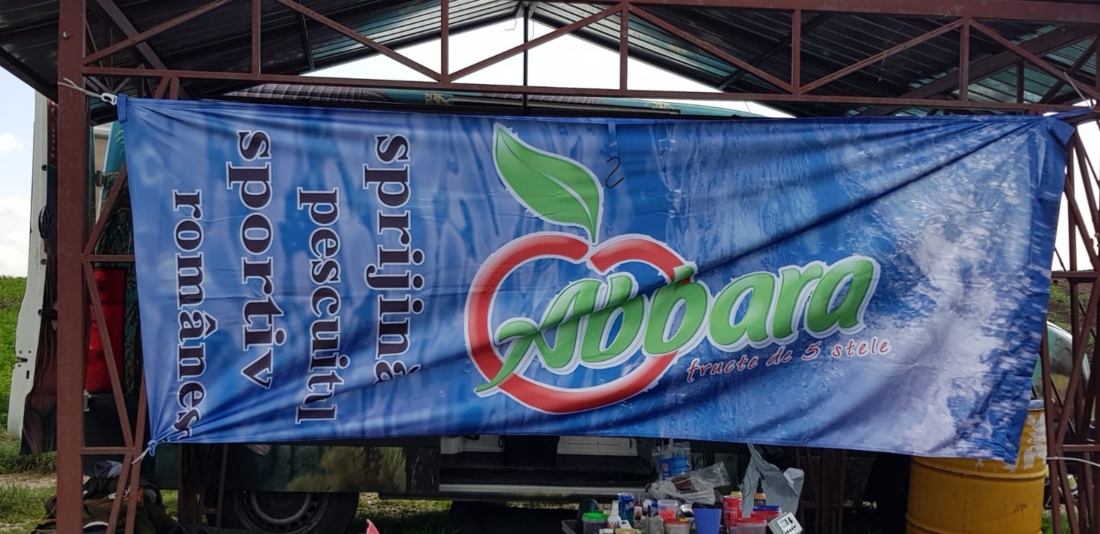 Abbara
fructe de 5 stele
sprijină
pescuitul
sportiv
românes